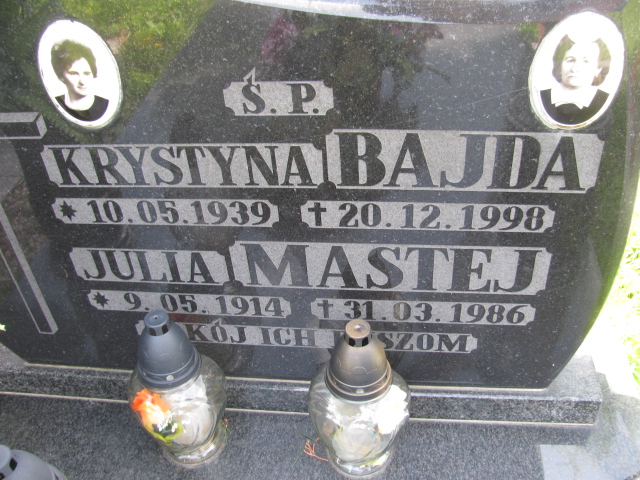 Ś. P.
KRYSTYNA BAJDA
* 10.05.1939 † 20.12.1998
JULIA MASTEJ
* 9.05.1914 † 31.03.1986
ICH